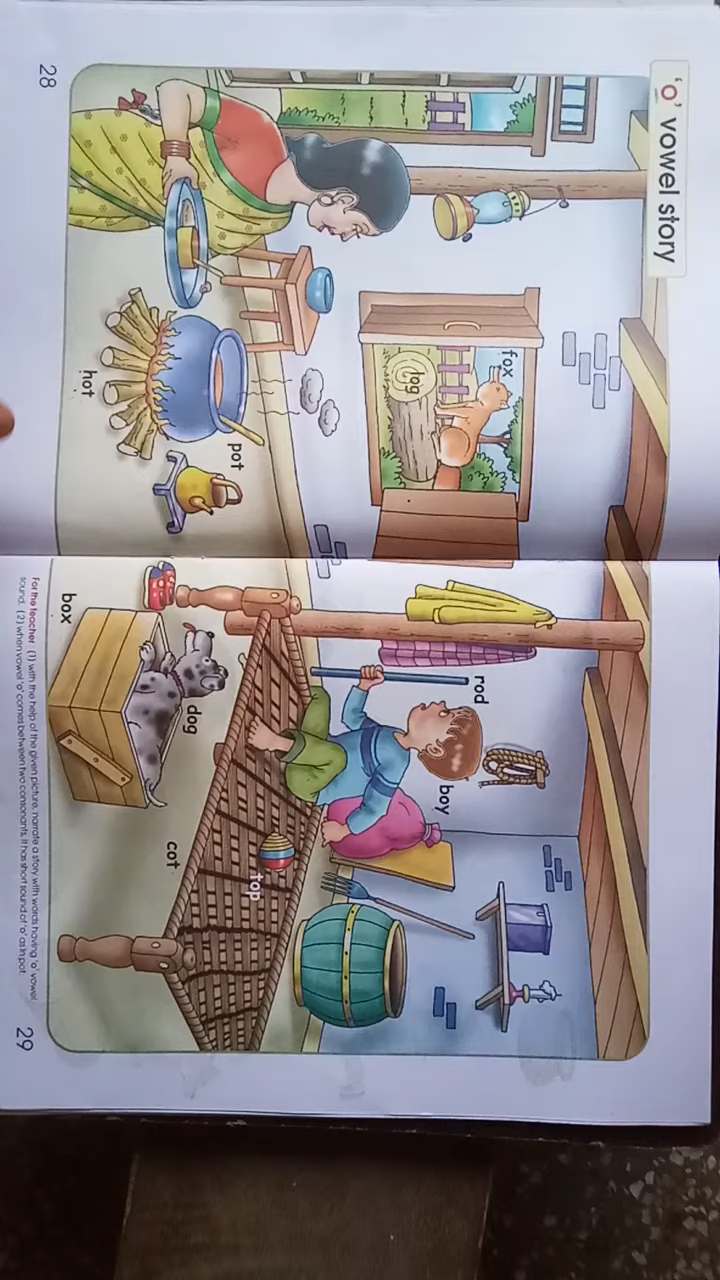 'o' vowel story
fox
log
pot
hot
28
rod
boy
dog
top
cot
box
For the teacher : (1) with the help of the given picture, narrate a story with words having 'o' vowel
sound. (2) when vowel 'o' comes between two consonants, it has short sound of 'o' as in pot.
29